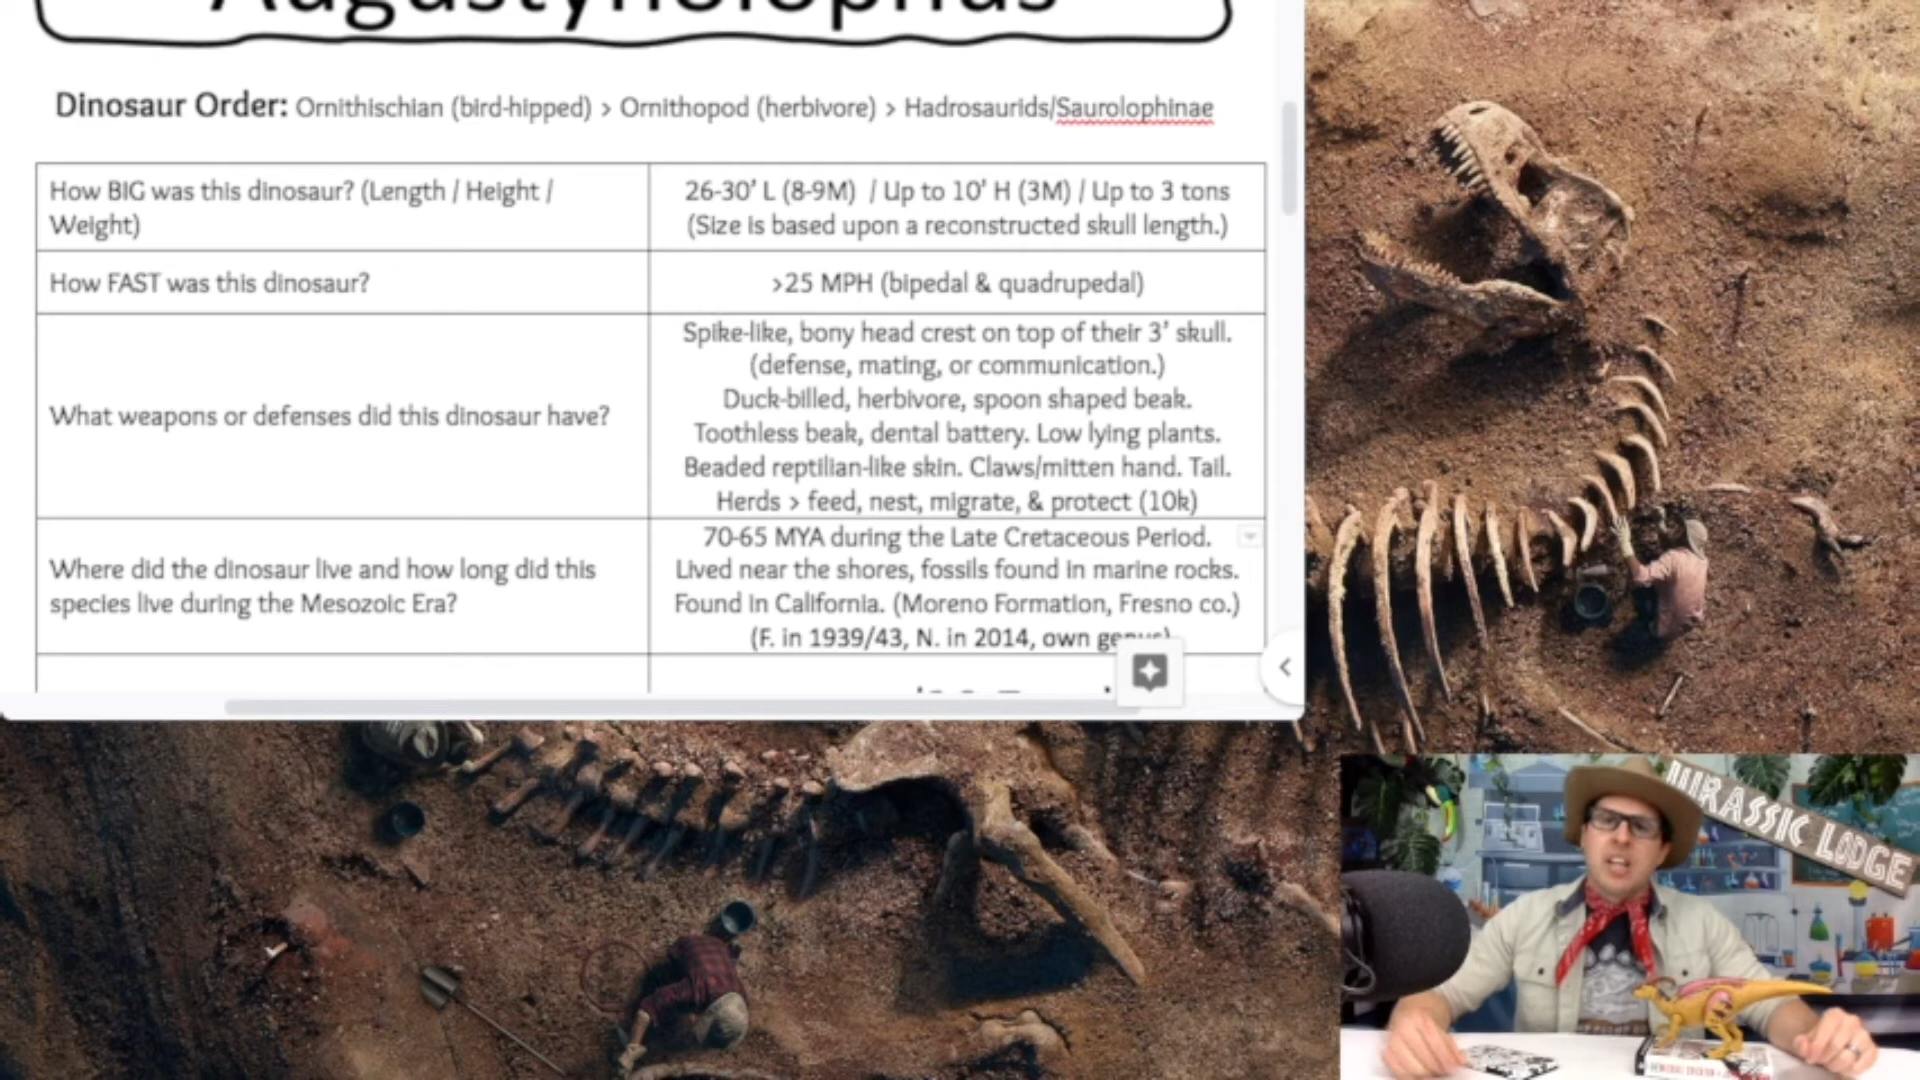 Augustynolophus
Dinosaur Order: Ornithischian (bird-hipped) > Ornithopod (herbivore) > Hadrosaurids/Saurolophinae
How BIG was this dinosaur? (Length / Height /
Weight)
26-30' L (8-9M) / Up to 10' H (3M) / Up to 3 tons
(Size is based upon a reconstructed skull length.)
How FAST was this dinosaur?
>25 MPH (bipedal & quadrupedal)
What weapons or defenses did this dinosaur have?
Spike-like, bony head crest on top of their 3' skull.
(defense, mating, or communication.)
Duck-billed, herbivore, spoon shaped beak.
Toothless beak, dental battery. Low lying plants.
Beaded reptilian-like skin. Claws/mitten hand. Tail.
Herds > feed, nest, migrate, & protect (10k)
Where did the dinosaur live and how long did this
species live during the Mesozoic Era?
70-65 MYA during the Late Cretaceous Period.
Lived near the shores, fossils found in marine rocks.
Found in California. (Moreno Formation, Fresno co.)
(F. in 1939/43, N. in 2014, own genus)
JURASSIC LODGE